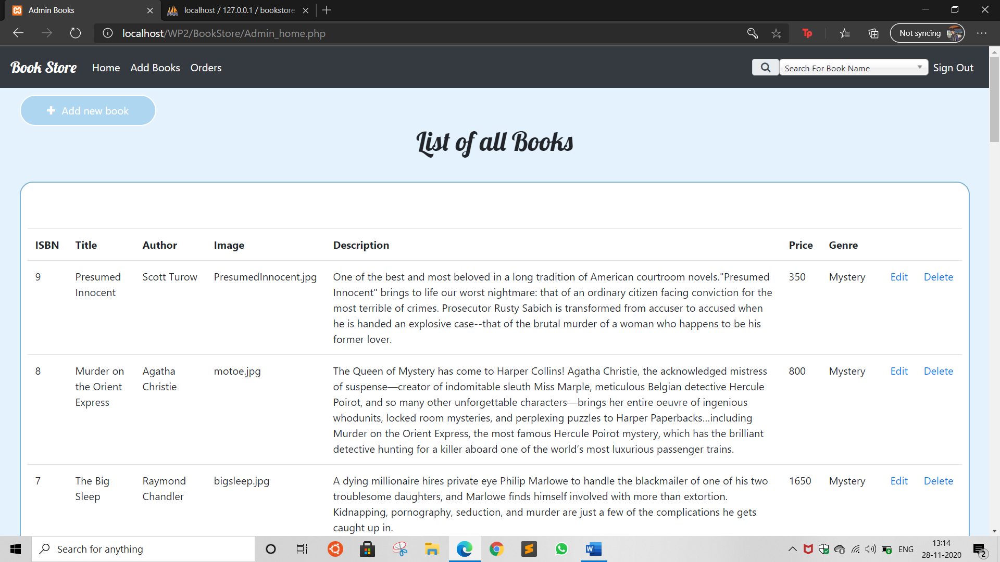 Admin Books
localhost / 127.0.0.1 / bookstore
localhost/WP2/BookStore/Admin_home.php
Tp
Not syncing
Book Store Home Add Books Orders
Search For Book Name
Sign Out
Add new book
List of all Books
ISBN Title Author Image Description Price Genre
9 Presumed Scott Turow PresumedInnocent.jpg One of the best and most beloved in a long tradition of American courtroom novels."Presumed 350 Mystery Edit Delete
Innocent Innocent" brings to life our worst nightmare: that of an ordinary citizen facing conviction for the
most terrible of crimes. Prosecutor Rusty Sabich is transformed from accuser to accused when
he is handed an explosive case--that of the brutal murder of a woman who happens to be his
former lover.
8 Murder on Agatha motoe.jpg The Queen of Mystery has come to Harper Collins! Agatha Christie, the acknowledged mistress 800 Mystery Edit Delete
the Orient Christie of suspense—creator of indomitable sleuth Miss Marple, meticulous Belgian detective Hercule
Express Poirot, and so many other unforgettable characters—brings her entire oeuvre of ingenious
whodunits, locked room mysteries, and perplexing puzzles to Harper Paperbacks...including
Murder on the Orient Express, the most famous Hercule Poirot mystery, which has the brilliant
detective hunting for a killer aboard one of the world’s most luxurious passenger trains.
7 The Big Raymond bigsleep.jpg A dying millionaire hires private eye Philip Marlowe to handle the blackmailer of one of his two 1650 Mystery Edit Delete
Sleep Chandler troublesome daughters, and Marlowe finds himself involved with more than extortion.
Kidnapping, pornography, seduction, and murder are just a few of the complications he gets
caught up in.
Search for anything
ENG
13:14
28-11-2020
2